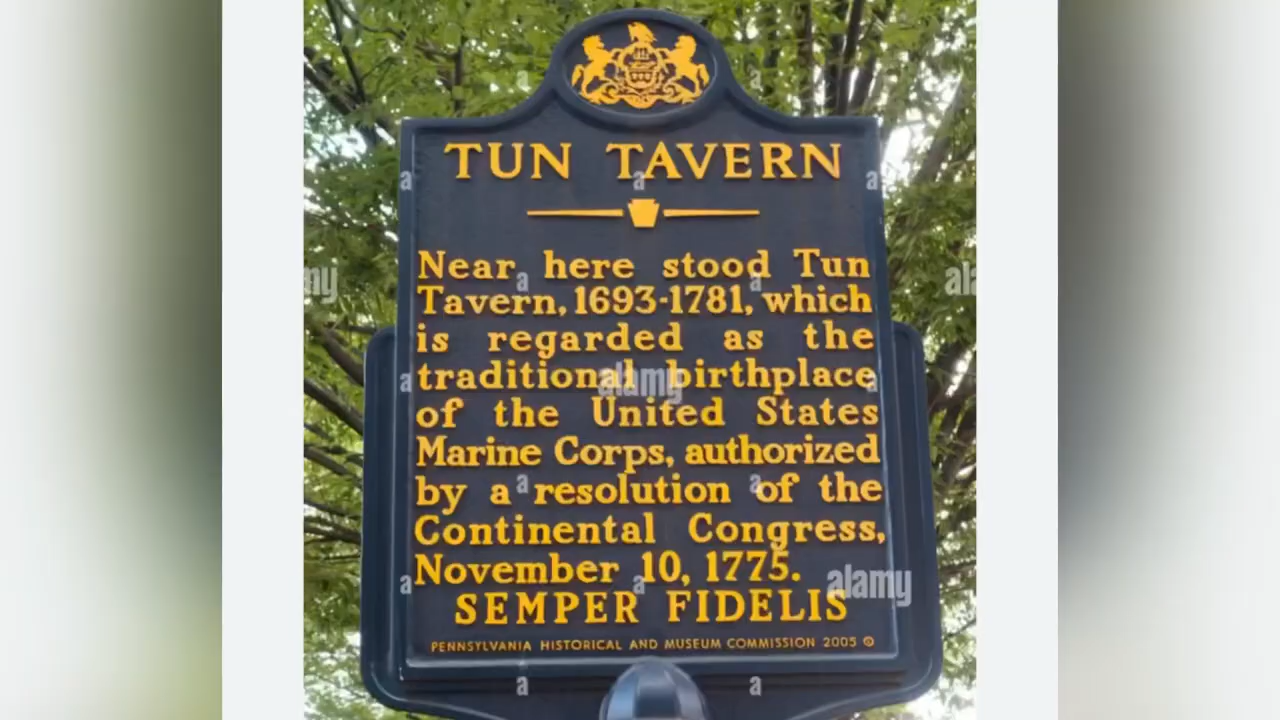 TUN TAVERN
Near here stood Tun
Tavern, 1693-1781, which
is regarded as the
traditional birthplace
of the United States
Marine Corps, authorized
by a resolution of the
Continental Congress,
November 10, 1775.
SEMPER FIDELIS
PENNSYLVANIA HISTORICAL AND MUSEUM COMMISSION 2005 ©
alamy
alamy